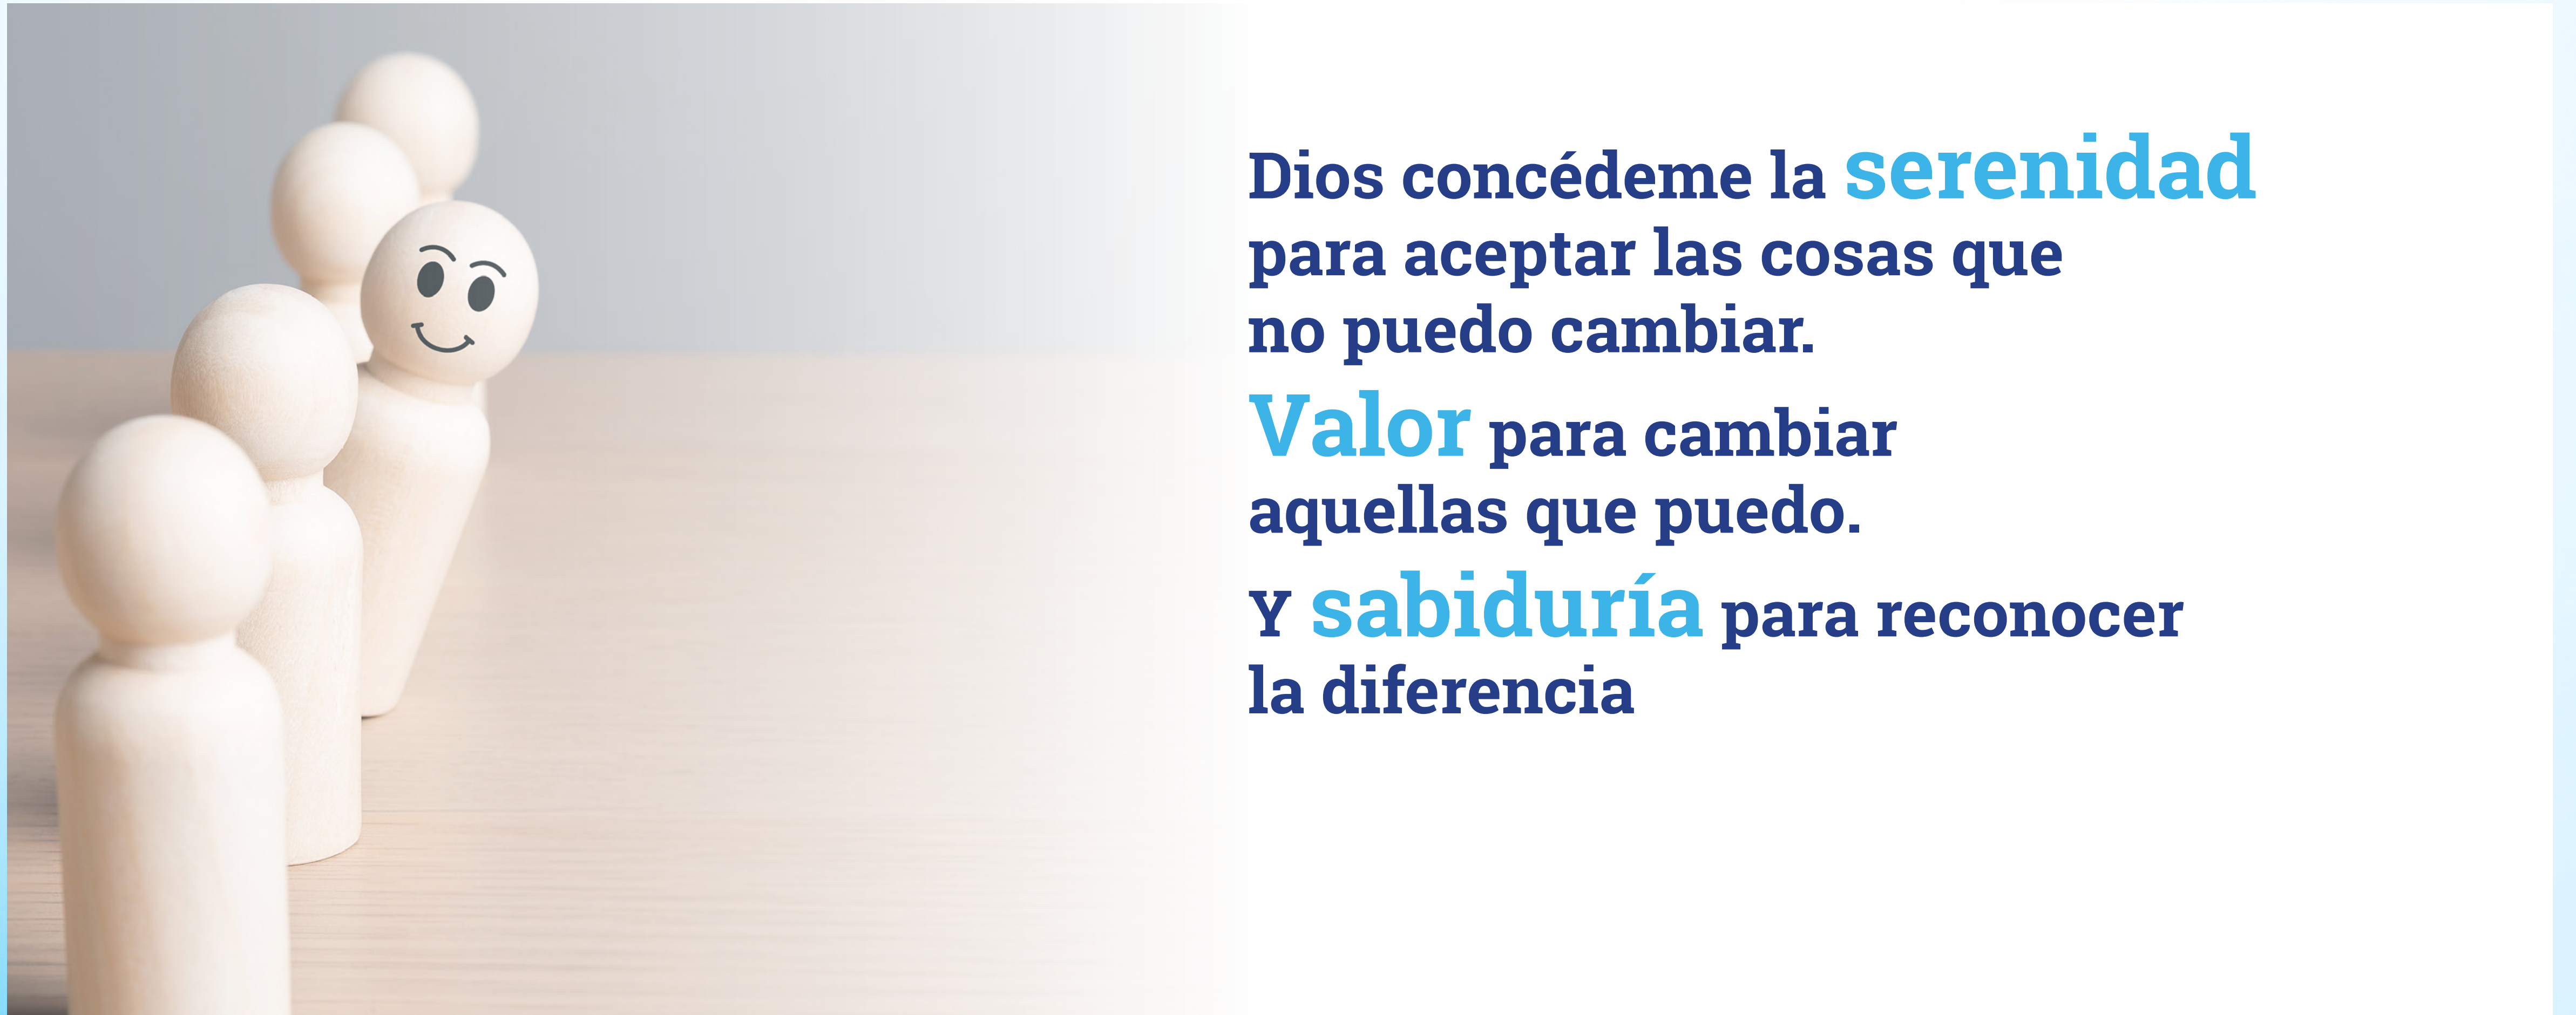 Dios concédeme la serenidad
para aceptar las cosas que
no puedo cambiar.
Valor para cambiar
aquellas que puedo.
Y sabiduría para reconocer
la diferencia